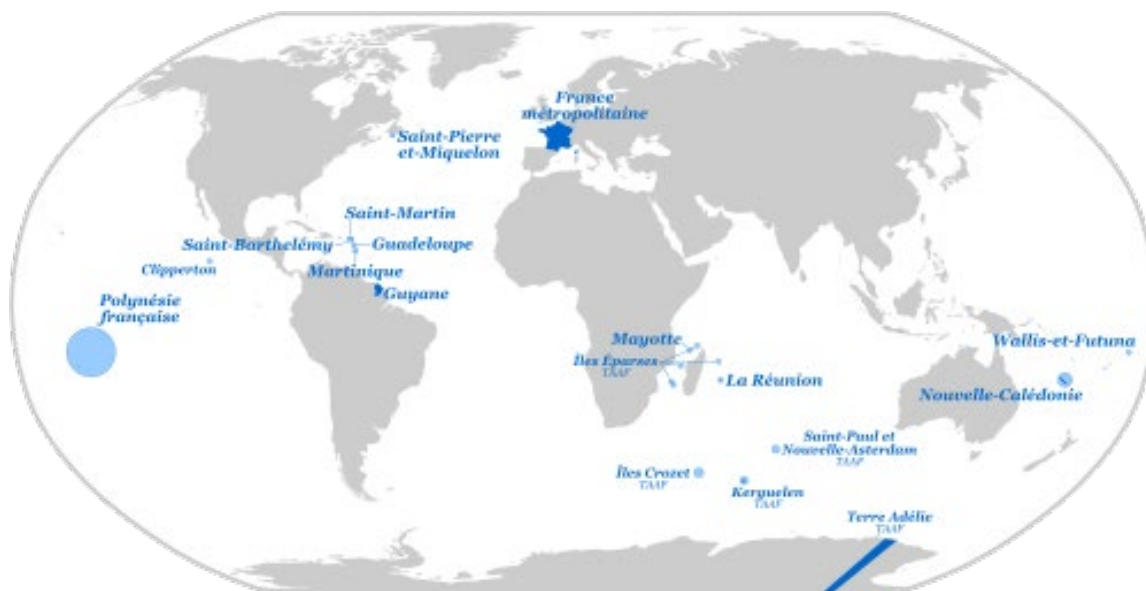 France
métropolitaine
Saint-Pierre
et-Miquelon
Saint-Martin
Saint-Barthélémy
Guadeloupe
Clipperton
Martinique
Guyane
Polynésie
française
Mayotte
Îles Éparses
TAAF
La Réunion
Wallis-et-Futuna
Nouvelle-Calédonie
Saint-Paul et
Nouvelle-Asterdam
TAAF
Îles Crozet
TAAF
Kerguelen
TAAF
Terre Adélie
TAAF